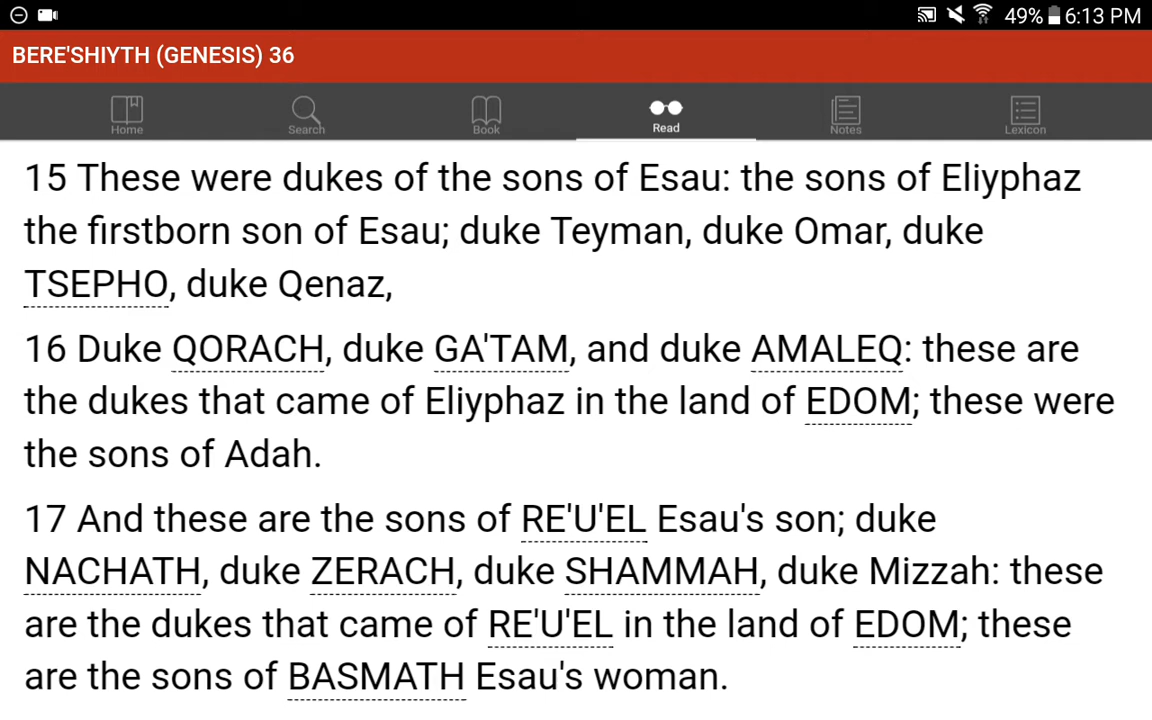 49% 6:13 PM
BERE'SHIYTH (GENESIS) 36
Home Search Book Read Notes Lexicon
15 These were dukes of the sons of Esau: the sons of Eliyphaz
the firstborn son of Esau; duke Teyman, duke Omar, duke
TSEPHO, duke Qenaz,
16 Duke QORACH, duke GA'TAM, and duke AMALEQ: these are
the dukes that came of Eliyphaz in the land of EDOM; these were
the sons of Adah.
17 And these are the sons of RE'U'EL Esau's son; duke
NACHATH, duke ZERACH, duke SHAMMAH, duke Mizzah: these
are the dukes that came of RE'U'EL in the land of EDOM; these
are the sons of BASMATH Esau's woman.